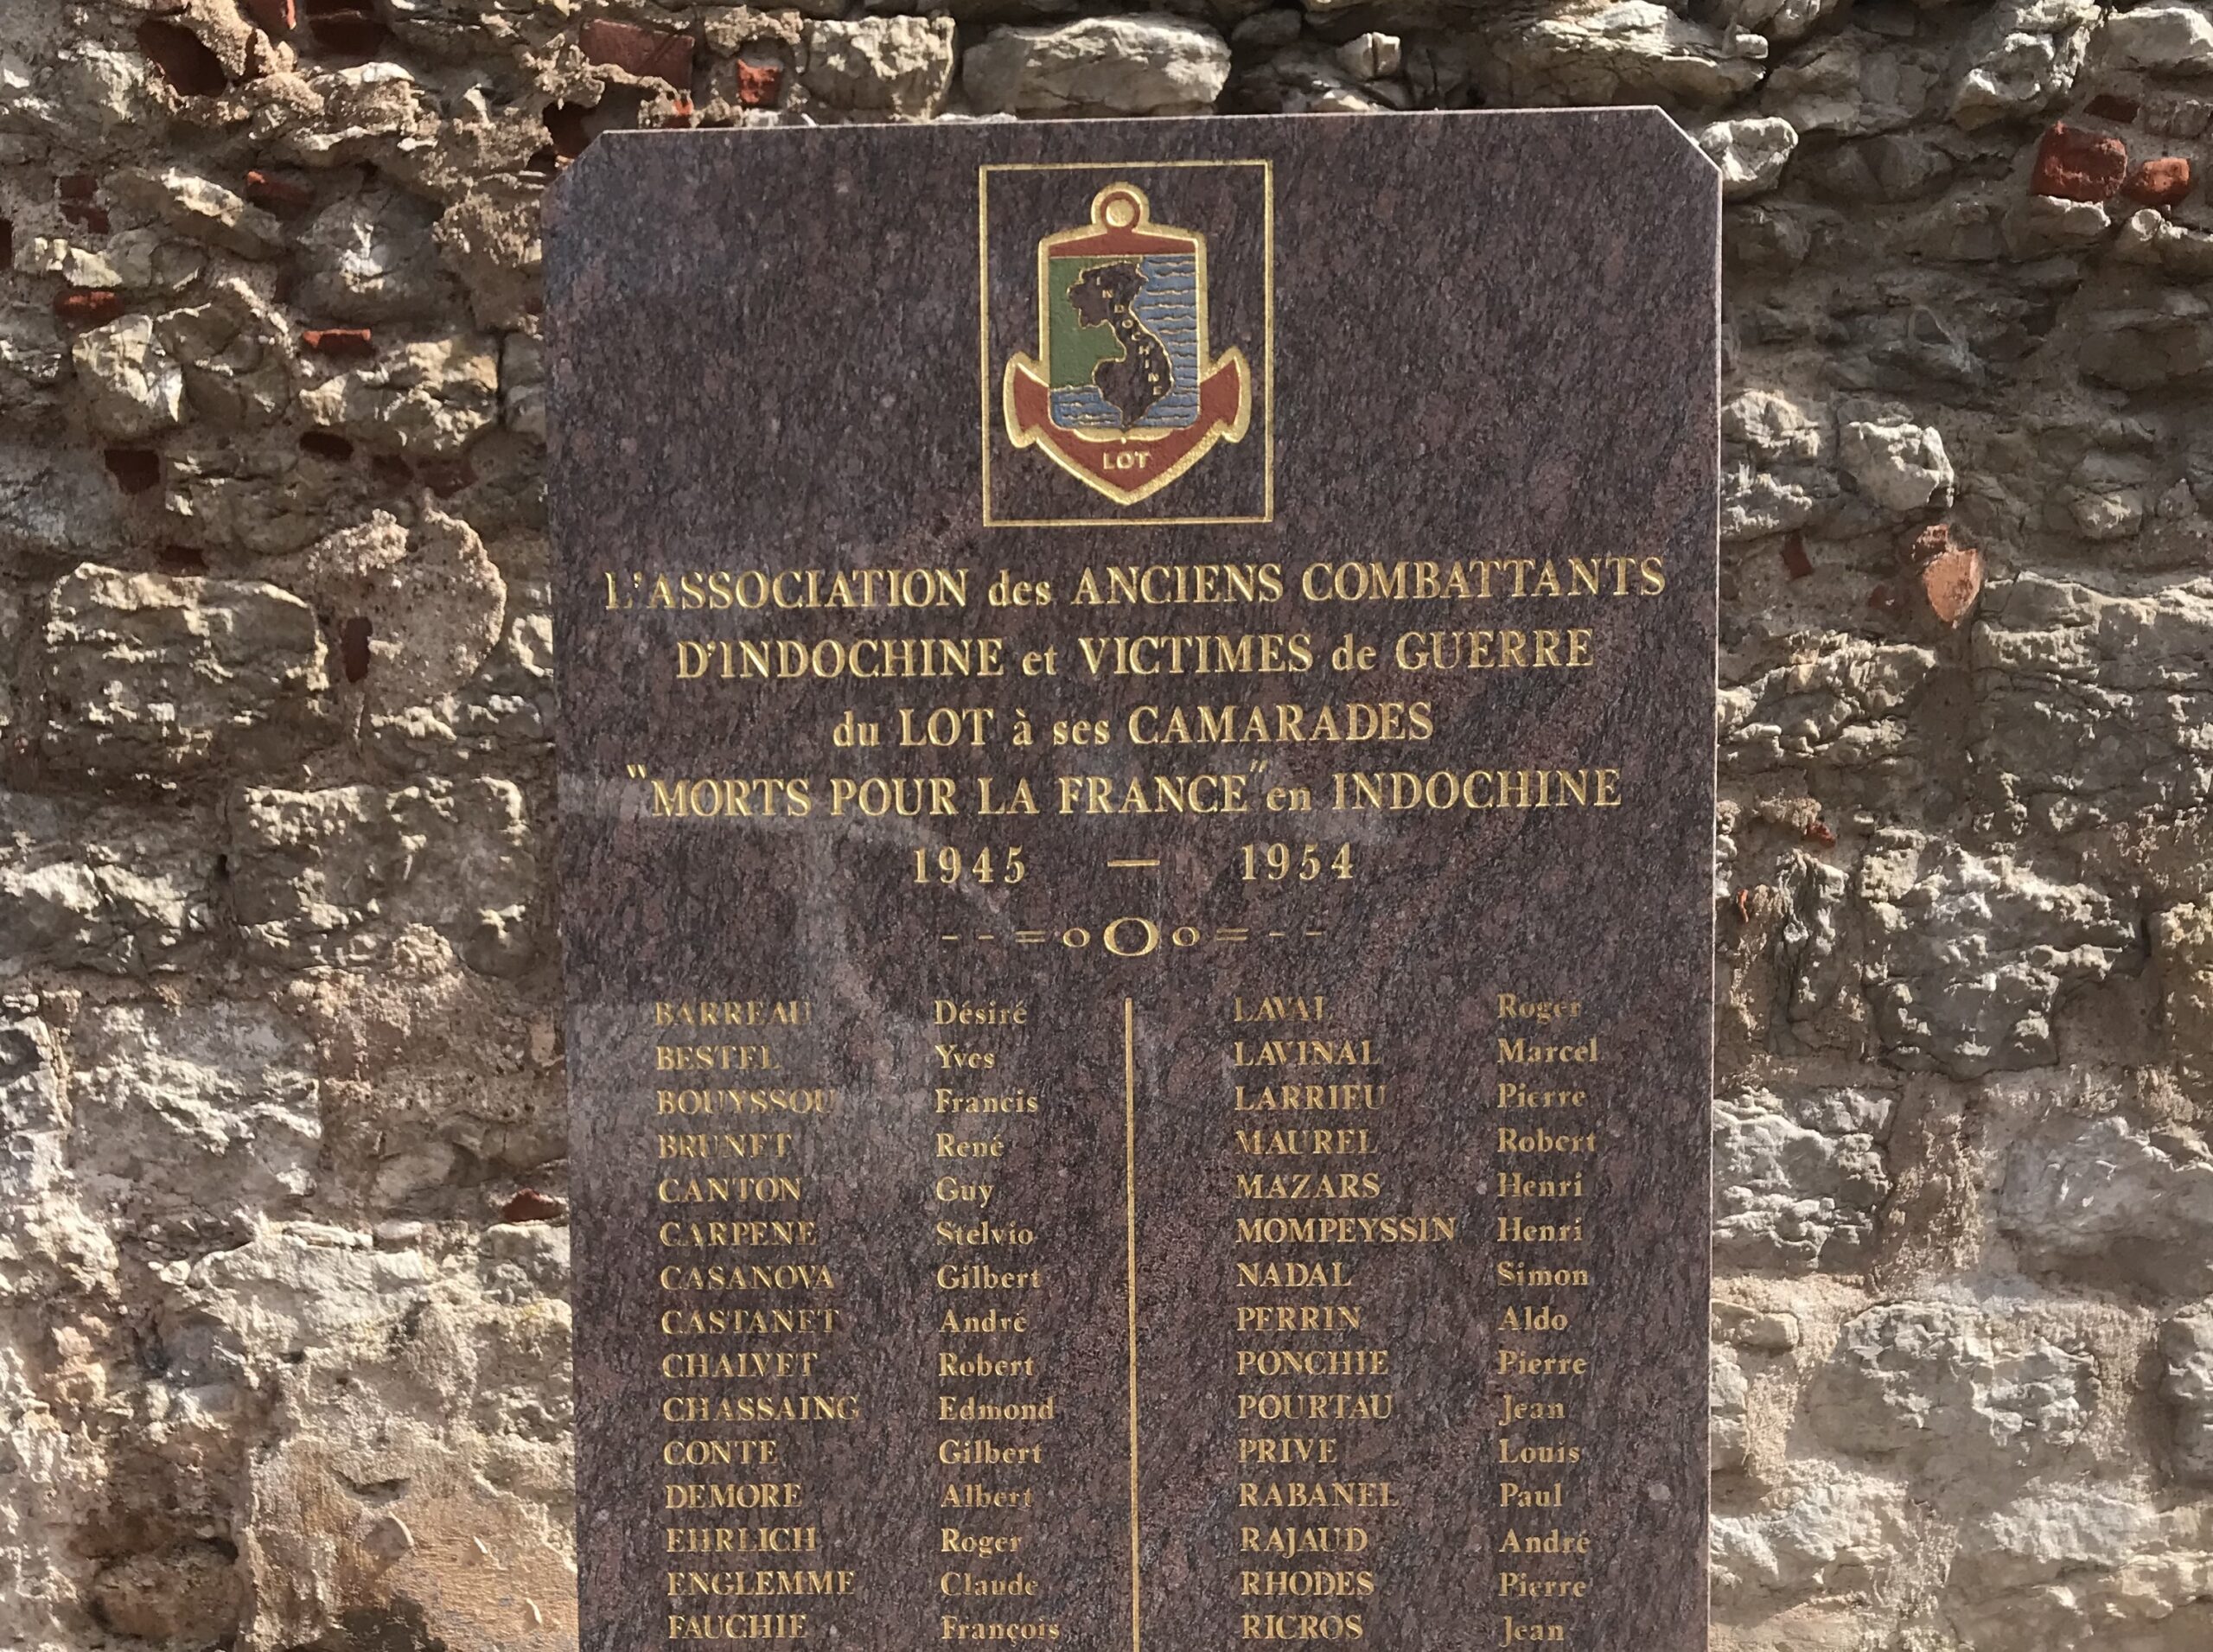 INDOCHINE
LOT
L'ASSOCIATION des ANCIENS COMBATTANTS
D'INDOCHINE et VICTIMES de GUERRE
du LOT à ses CAMARADES
"MORTS POUR LA FRANCE" en INDOCHINE
1945 — 1954
--=oOo=--
BARREAU Désiré
BESTEL Yves
BOUYSSOU Francis
BRUNET René
CANTON Guy
CARPENE Stelvio
CASANOVA Gilbert
CASTANET André
CHALVET Robert
CHASSAING Edmond
CONTE Gilbert
DEMORE Albert
EHRLICH Roger
ENGLEMME Claude
FAUCHIE François
LAVAL Roger
LAVINAL Marcel
LARRIEU Pierre
MAUREL Robert
MAZARS Henri
MOMPEYSSIN Henri
NADAL Simon
PERRIN Aldo
PONCHIE Pierre
POURTAU Jean
PRIVE Louis
RABANEL Paul
RAJAUD André
RHODES Pierre
RICROS Jean